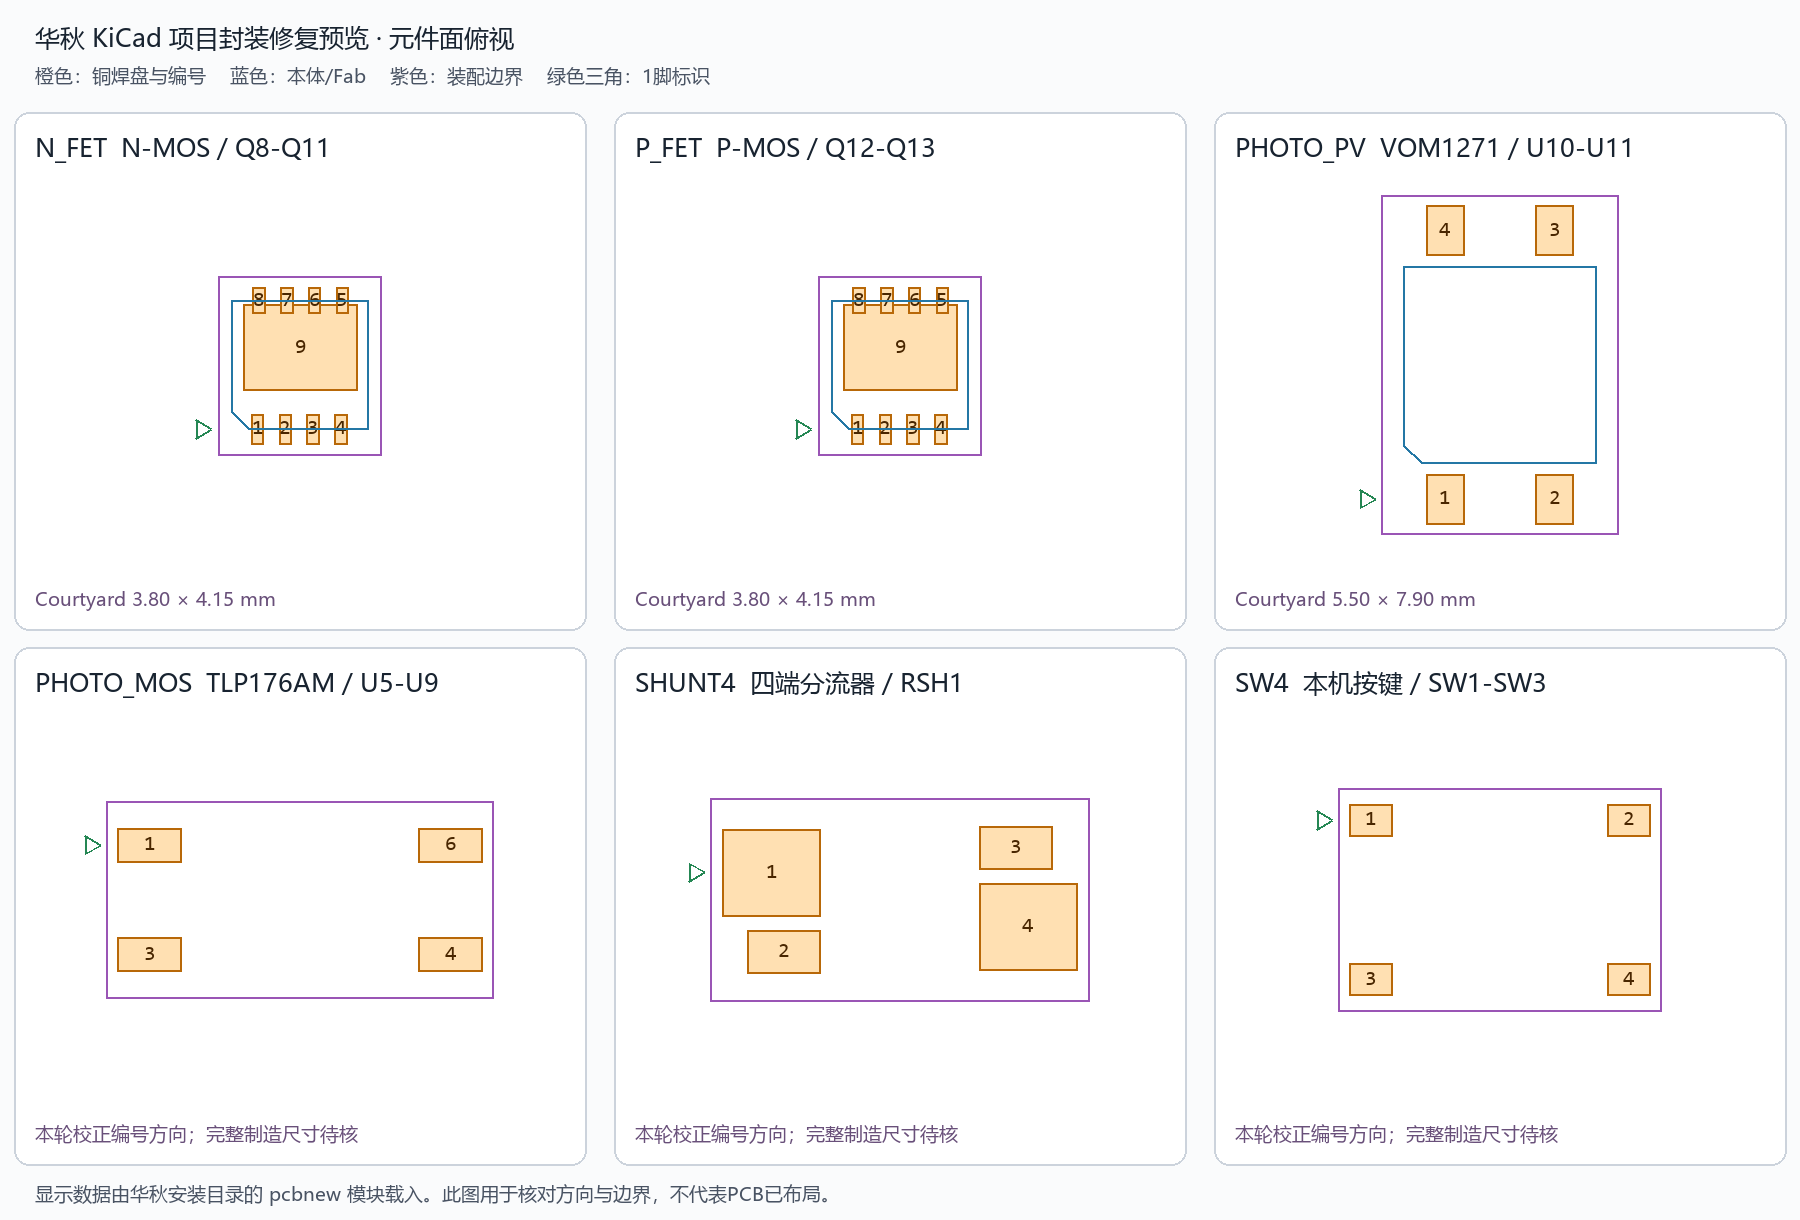 华秋 KiCad 项目封装修复预览 · 元件面俯视
橙色：铜焊盘与编号 蓝色：本体/Fab 紫色：装配边界 绿色三角：1脚标识
N_FET N-MOS / Q8-Q11
8 7 6 5
9
1 2 3 4
Courtyard 3.80 × 4.15 mm
P_FET P-MOS / Q12-Q13
8 7 6 5
9
1 2 3 4
Courtyard 3.80 × 4.15 mm
PHOTO_PV VOM1271 / U10-U11
4 3
1 2
Courtyard 5.50 × 7.90 mm
PHOTO_MOS TLP176AM / U5-U9
1 6
3 4
本轮校正编号方向；完整制造尺寸待核
SHUNT4 四端分流器 / RSH1
3
1
4
2
本轮校正编号方向；完整制造尺寸待核
SW4 本机按键 / SW1-SW3
1 2
3 4
本轮校正编号方向；完整制造尺寸待核
显示数据由华秋安装目录的 pcbnew 模块载入。此图用于核对方向与边界，不代表PCB已布局。